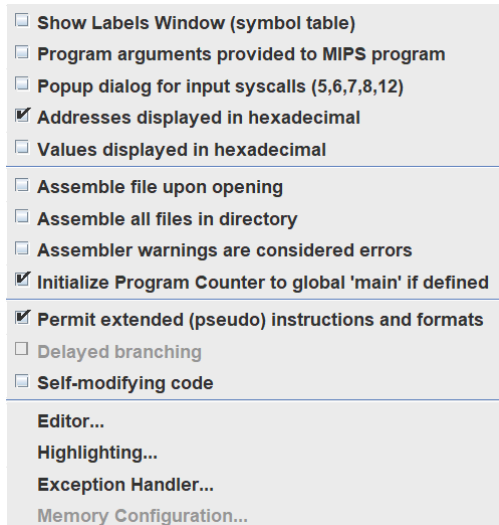 Show Labels Window (symbol table)
Program arguments provided to MIPS program
Popup dialog for input syscalls (5,6,7,8,12)
Addresses displayed in hexadecimal
Values displayed in hexadecimal
Assemble file upon opening
Assemble all files in directory
Assembler warnings are considered errors
Initialize Program Counter to global 'main' if defined
Permit extended (pseudo) instructions and formats
Delayed branching
Self-modifying code
Editor...
Highlighting...
Exception Handler...
Memory Configuration...